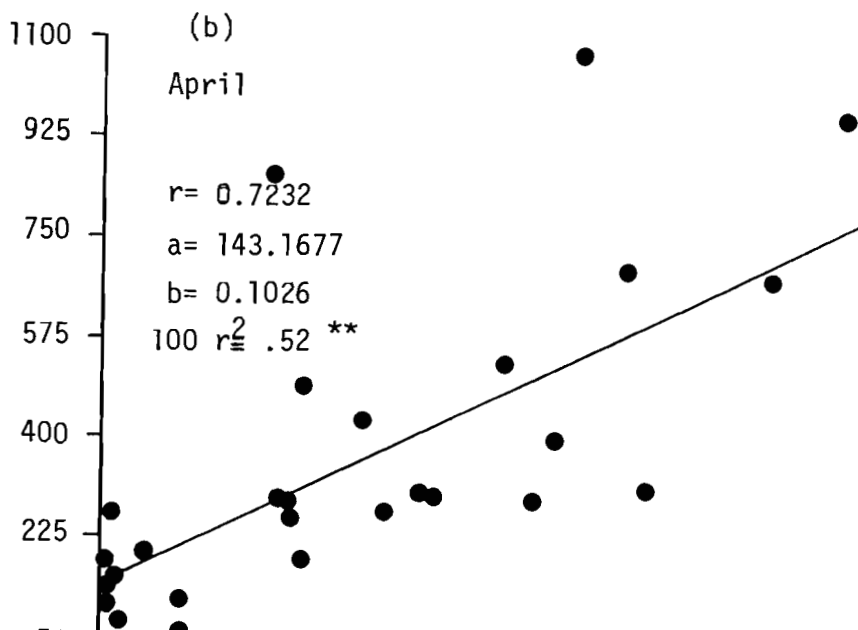 (b)
April
r= 0.7232
a= 143.1677
b= 0.1026
100 r2= .52 **
1100
925
750
575
400
225